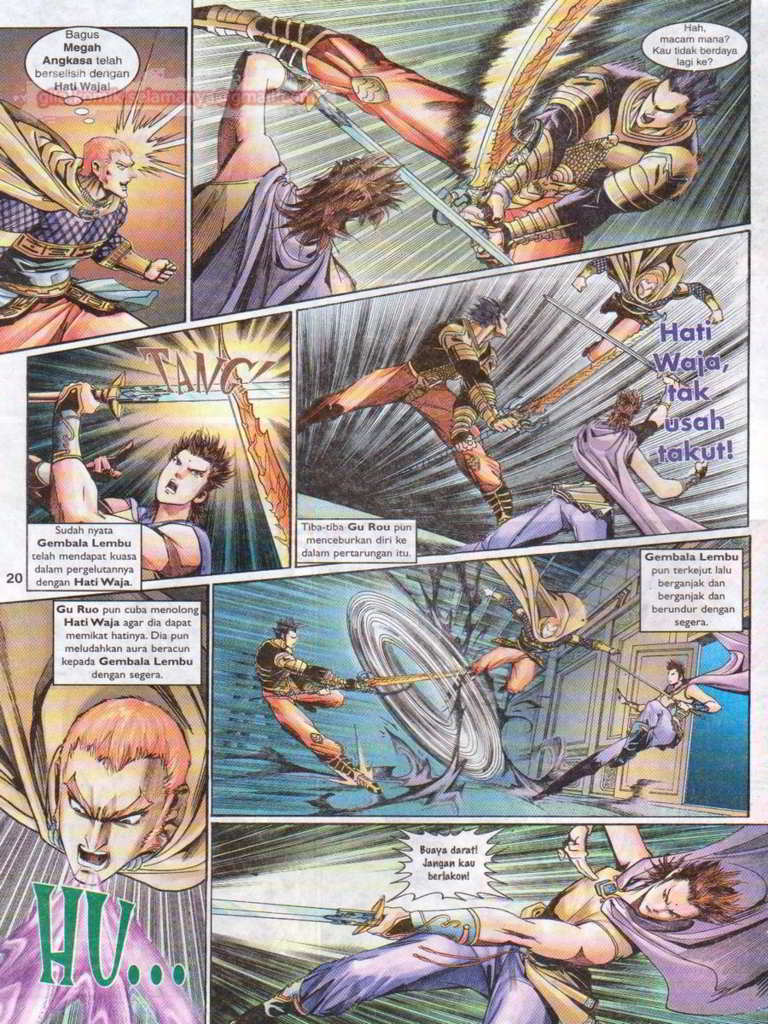 Bagus
Megah
Angkasa telah
berselisih dengan
Hati Waja!
Hah,
macam mana?
Kau tidak berdaya
lagi ke?
TANG!
Sudah nyata
Gembala Lembu
telah mendapat kuasa
dalam pergelutannya
dengan Hati Waja.
Hati
Waja,
tak
usah
takut!
Tiba-tiba Gu Rou pun
menceburkan diri ke
dalam pertarungan itu.
20
Gu Ruo pun cuba menolong
Hati Waja agar dia dapat
memikat hatinya. Dia pun
meludahkan aura beracun
kepada Gembala Lembu
dengan segera.
Gembala Lembu
pun terkejut lalu
berganjak dan
berganjak dan
berundur dengan
segera.
HU...
Buaya darat!
Jangan kau
berlakon!